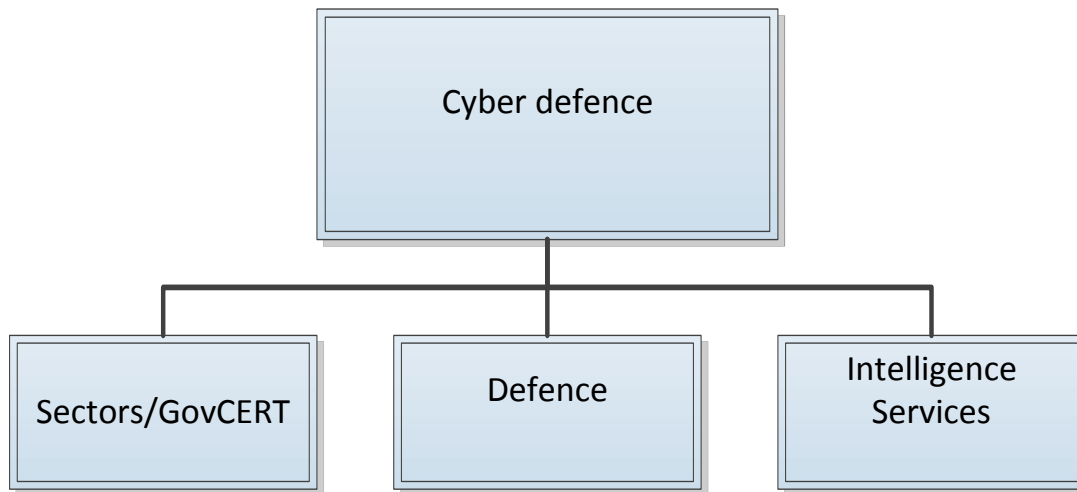 Cyber defence
Sectors/GovCERT
Defence
Intelligence
Services